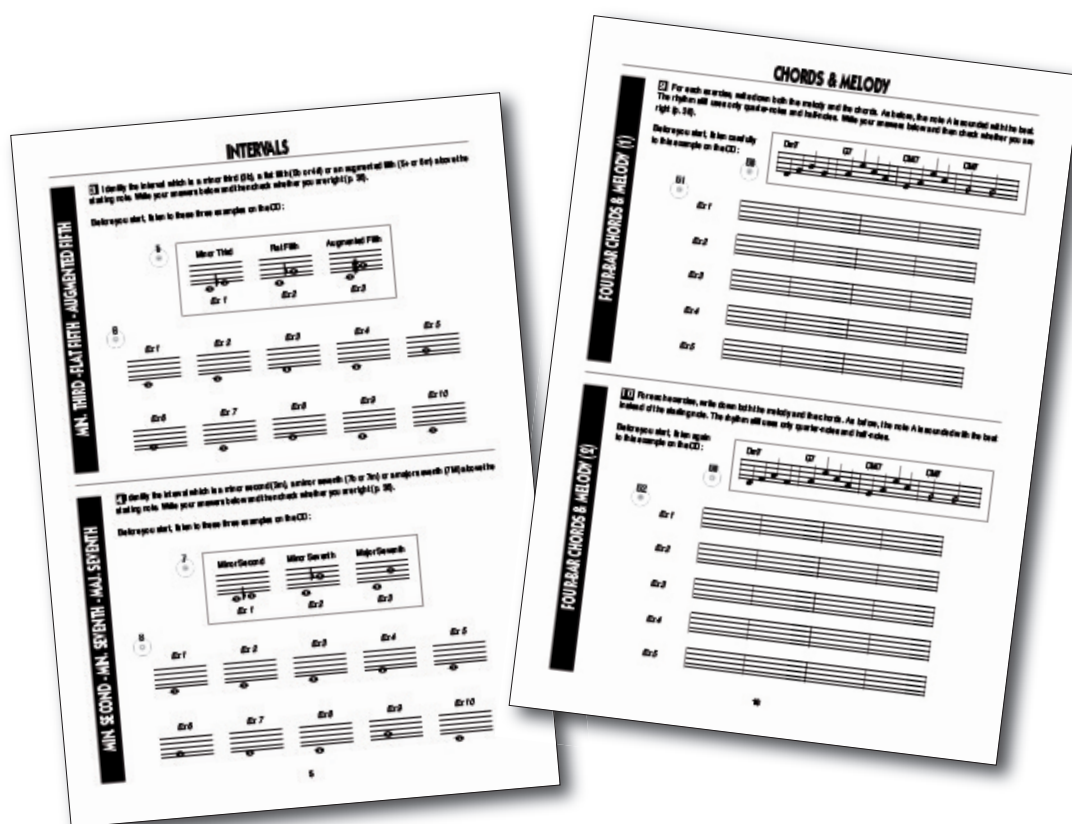 INTERVALS
MIN. THIRD - FLAT FIFTH - AUGMENTED FIFTH
3 Identify the interval which is a minor third (3b), a flat fifth (5b or 5d) or an augmented fifth (5+ or 5#) above the
starting note. Write your answers below and then check whether you are right (p. 38).
Before you start, listen to these three examples on the CD :
Minor Third Flat Fifth Augmented Fifth
Ex 1 Ex 2 Ex 3
Ex 1 Ex 2 Ex 3 Ex 4 Ex 5
Ex 6 Ex 7 Ex 8 Ex 9 Ex 10
MIN. SECOND - MIN. SEVENTH - MAJ. SEVENTH
4 Identify the interval which is a minor second (2m), a minor seventh (7b or 7m) or a major seventh (7M) above the
starting note. Write your answers below and then check whether you are right (p. 38).
Before you start, listen to these three examples on the CD :
7
Minor Second Minor Seventh Major Seventh
Ex 1 Ex 2 Ex 3
8
Ex 1 Ex 2 Ex 3 Ex 4 Ex 5
Ex 6 Ex 7 Ex 8 Ex 9 Ex 10
5
CHORDS & MELODY
FOUR-BAR CHORDS & MELODY (1)
For each exercise, write down both the melody and the chords. As before, the note A is sounded with the beat.
The rhythm still uses only quarter-notes and half-notes. Write your answers below and then check whether you are
right (p. 38).
Before you start, listen carefully
to this example on the CD :
Dm7 G7 CM7 CM7
Ex 1
Ex 2
Ex 3
Ex 4
Ex 5
FOUR-BAR CHORDS & MELODY (2)
For each exercise, write down both the melody and the chords. As before, the note A is sounded with the beat
instead of the starting note. The rhythm still uses only quarter-notes and half-notes.
Before you start, listen again
to this example on the CD :
Dm7 G7 CM7 CM7
Ex 1
Ex 2
Ex 3
Ex 4
Ex 5